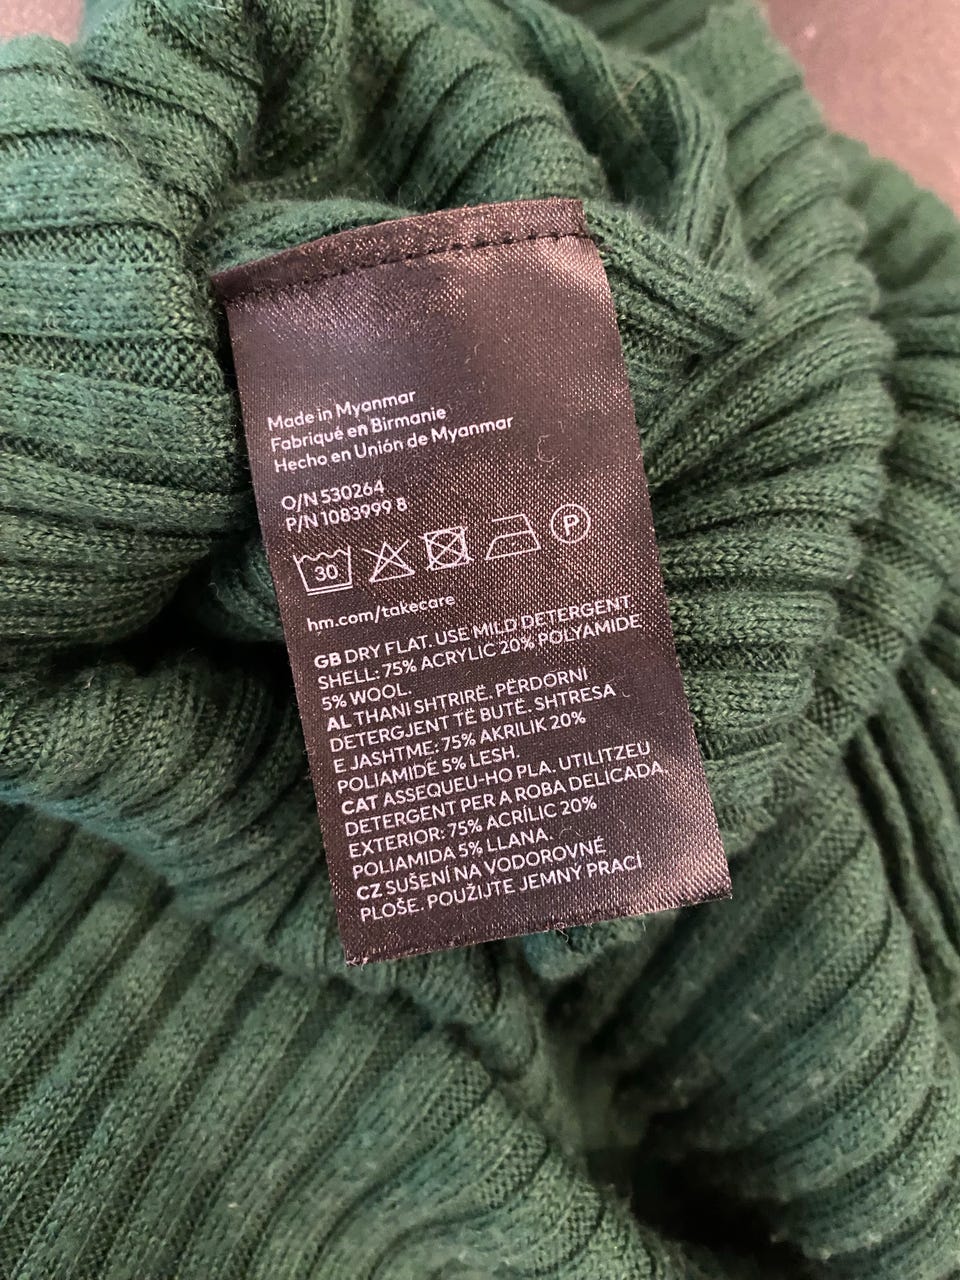 Made in Myanmar
Fabriqué en Birmanie
Hecho en Unión de Myanmar
O/N 530264
P/N 1083999 8
30 P
hm.com/takecare
GB DRY FLAT. USE MILD DETERGENT
SHELL: 75% ACRYLIC 20% POLYAMIDE
5% WOOL.
AL THANI SHTRIRË. PËRDORNI
DETERGJENT TË BUTË. SHTRESA
E JASHTME: 75% AKRILIK 20%
POLIAMIDE 5% LESH.
CAT ASSEQUEU-HO PLA. UTILITZEU
DETERGENT PER A ROBA DELICADA.
EXTERIOR: 75% ACRÍLIC 20%
POLIAMIDA 5% LLANA.
CZ SUŠENÍ NA VODOROVNÉ
PLOŠE. POUŽIJTE JEMNÝ PRACÍ